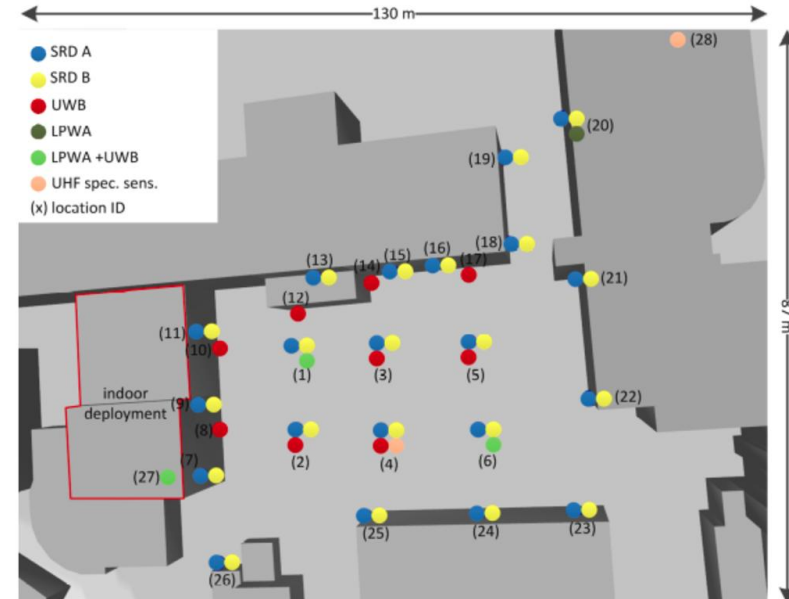 130 m
SRD A
SRD B
UWB
LPWA
LPWA +UWB
UHF spec. sens.
(x) location ID
(28)
(20)
(19)
(18)
(13)
(14)
(15)
(16)
(17)
(21)
(12)
(11)
(10)
(1)
(3)
(5)
indoor
deployment
(9)
(22)
(8)
(7)
(2)
(4)
(6)
(27)
(25)
(24)
(23)
(26)